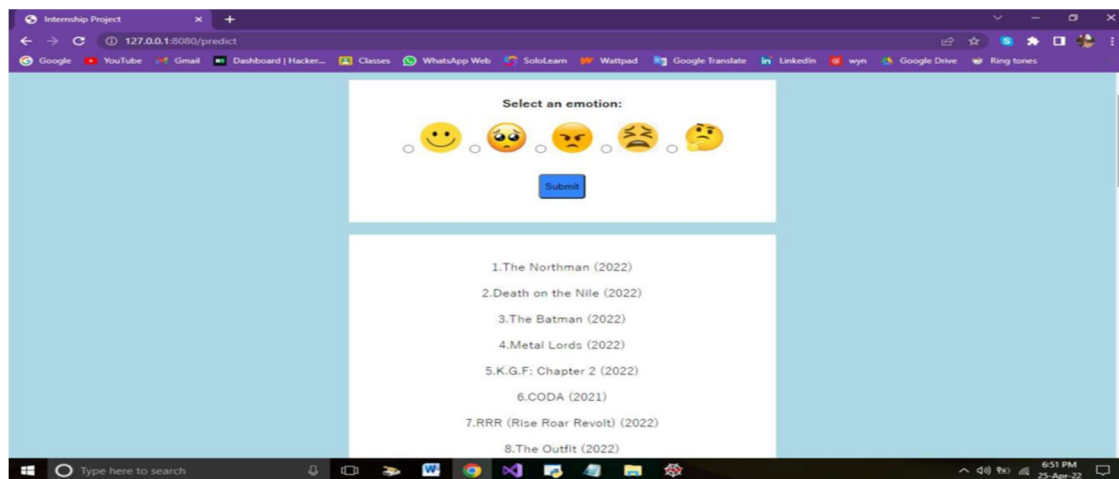 Internship Project
127.0.0.1:8080/predict
Google YouTube Gmail Dashboard | Hacker... Classes WhatsApp Web SoloLearn Wattpad Google Translate LinkedIn wyn Google Drive Ring tones
Select an emotion:
Submit
1.The Northman (2022)
2.Death on the Nile (2022)
3.The Batman (2022)
4.Metal Lords (2022)
5.K.G.F: Chapter 2 (2022)
6.CODA (2021)
7.RRR (Rise Roar Revolt) (2022)
8.The Outfit (2022)
Type here to search
6:51 PM
25-Apr-22